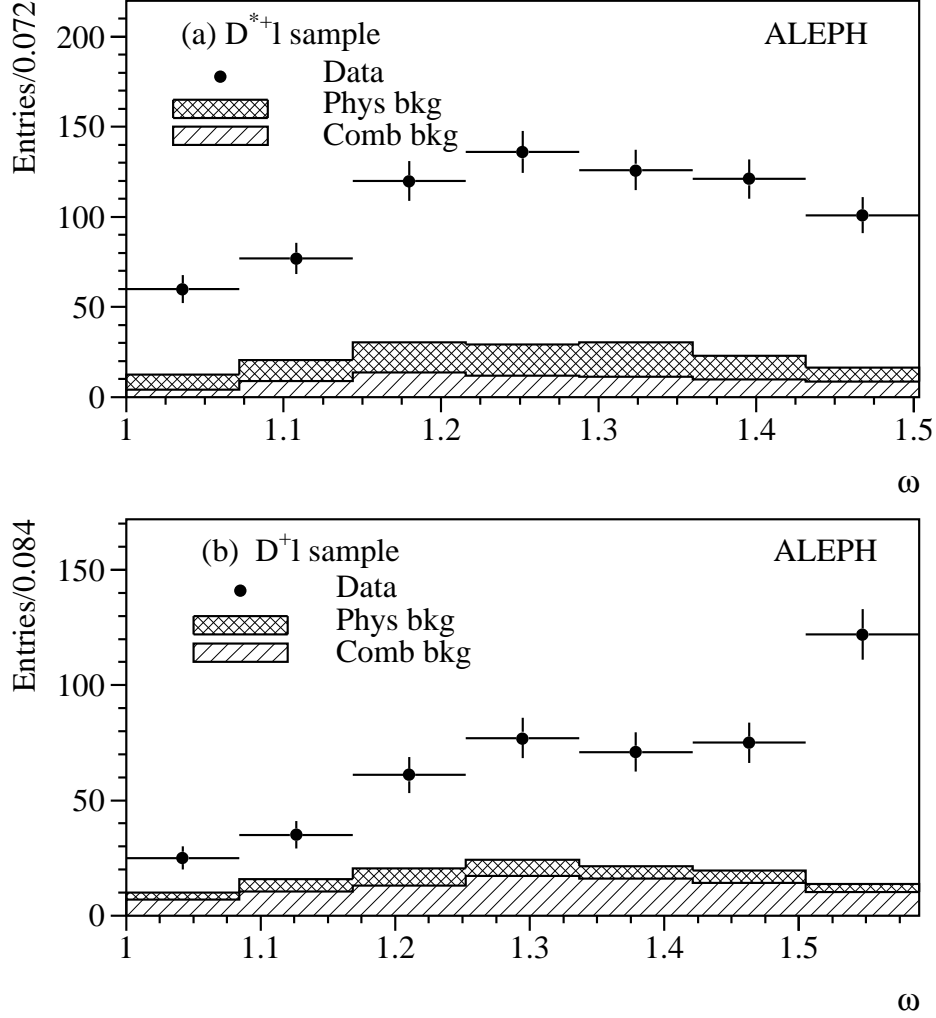 Entries/0.072
(a) D*+l sample
ALEPH
Data
Phys bkg
Comb bkg
200
150
100
50
0
1 1.1 1.2 1.3 1.4 1.5
ω
Entries/0.084
(b) D+l sample
ALEPH
Data
Phys bkg
Comb bkg
150
100
50
0
1 1.1 1.2 1.3 1.4 1.5
ω